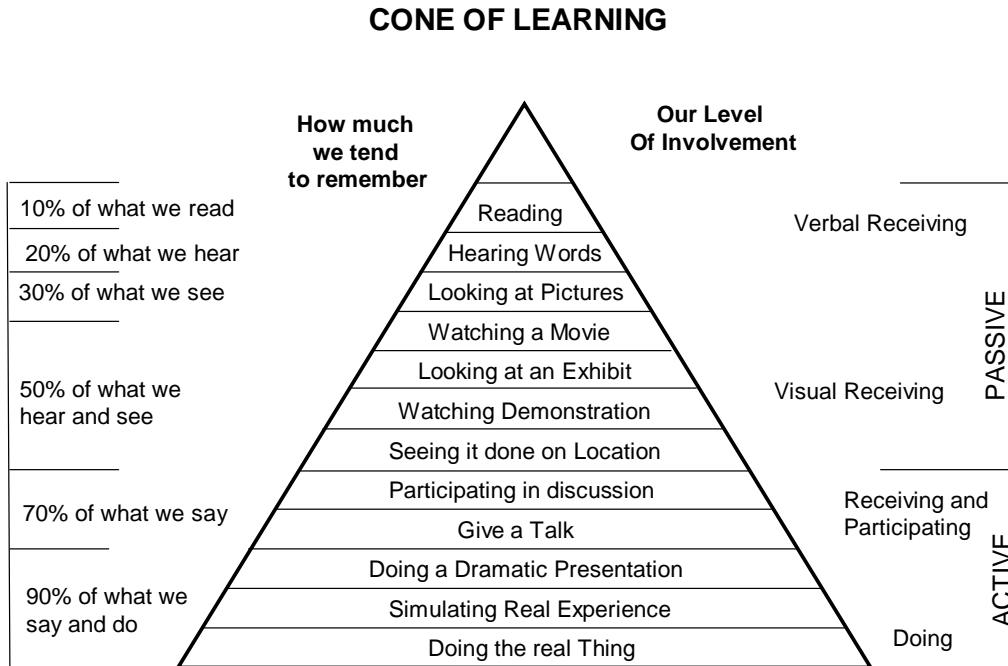 CONE OF LEARNING
How much
we tend
to remember
Our Level
Of Involvement
10% of what we read
Reading
Verbal Receiving
20% of what we hear
Hearing Words
30% of what we see
Looking at Pictures
Watching a Movie
50% of what we
hear and see
Looking at an Exhibit
Watching Demonstration
Seeing it done on Location
Visual Receiving
PASSIVE
70% of what we say
Participating in discussion
Give a Talk
Receiving and
Participating
90% of what we
say and do
Doing a Dramatic Presentation
Simulating Real Experience
Doing the real Thing
Doing
ACTIVE